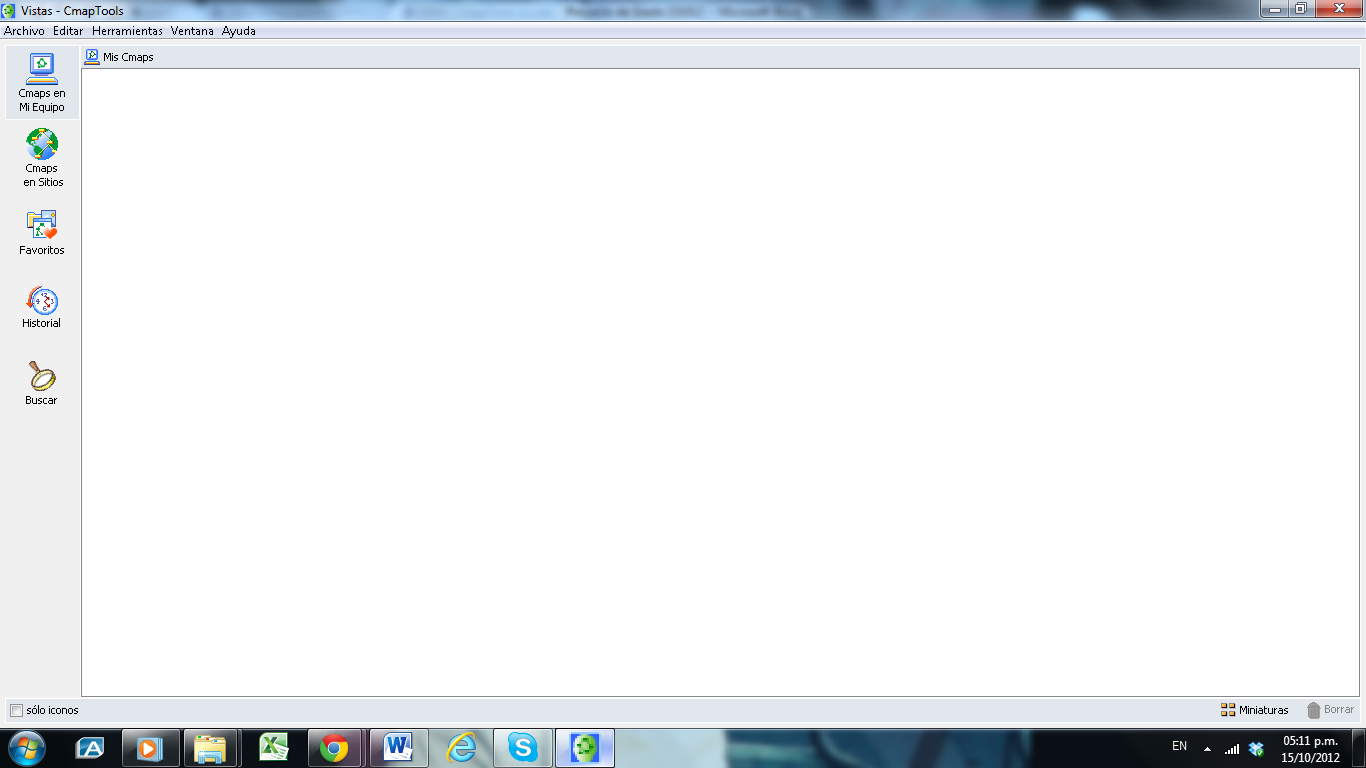 Vistas - CmapTools
Archivo Editar Herramientas Ventana Ayuda
Mis Cmaps
Cmaps en
Mi Equipo
Cmaps
en Sitios
Favoritos
Historial
Buscar
sólo iconos
Miniaturas
Borrar
EN
05:11 p.m.
15/10/2012